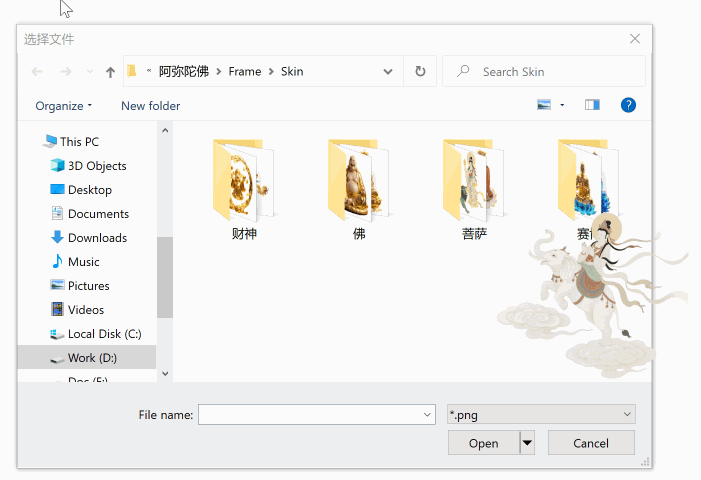 选择文件
« 阿弥陀佛 > Frame > Skin
Search Skin
Organize
New folder
This PC
3D Objects
Desktop
Documents
Downloads
Music
Pictures
Videos
Local Disk (C:)
Work (D:)
财神
佛
菩萨
赛
File name:
*.png
Open
Cancel